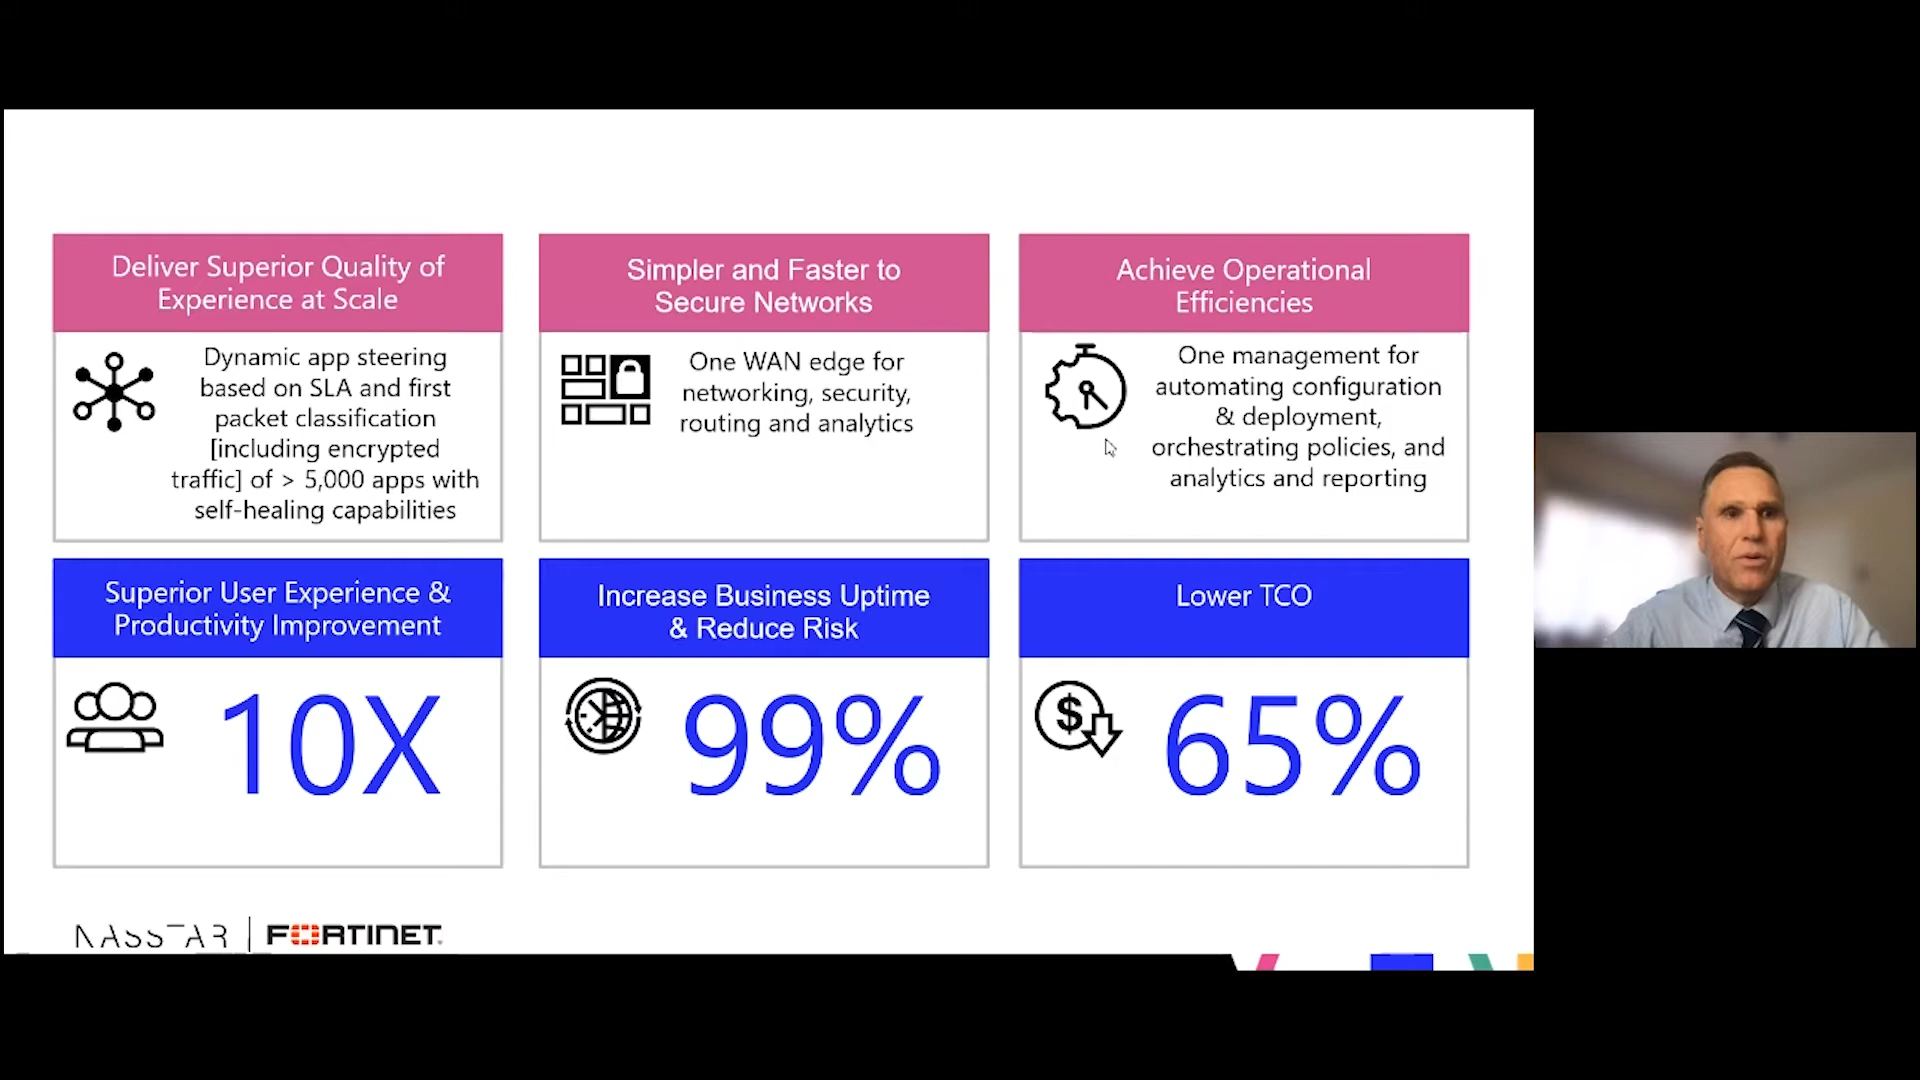 Deliver Superior Quality of
Experience at Scale
Dynamic app steering
based on SLA and first
packet classification
[including encrypted
traffic] of > 5,000 apps with
self-healing capabilities
Simpler and Faster to
Secure Networks
One WAN edge for
networking, security,
routing and analytics
Achieve Operational
Efficiencies
One management for
automating configuration
& deployment,
orchestrating policies, and
analytics and reporting
Superior User Experience &
Productivity Improvement
10X
Increase Business Uptime
& Reduce Risk
99%
Lower TCO
$
65%
NASSTAR | FORTINET